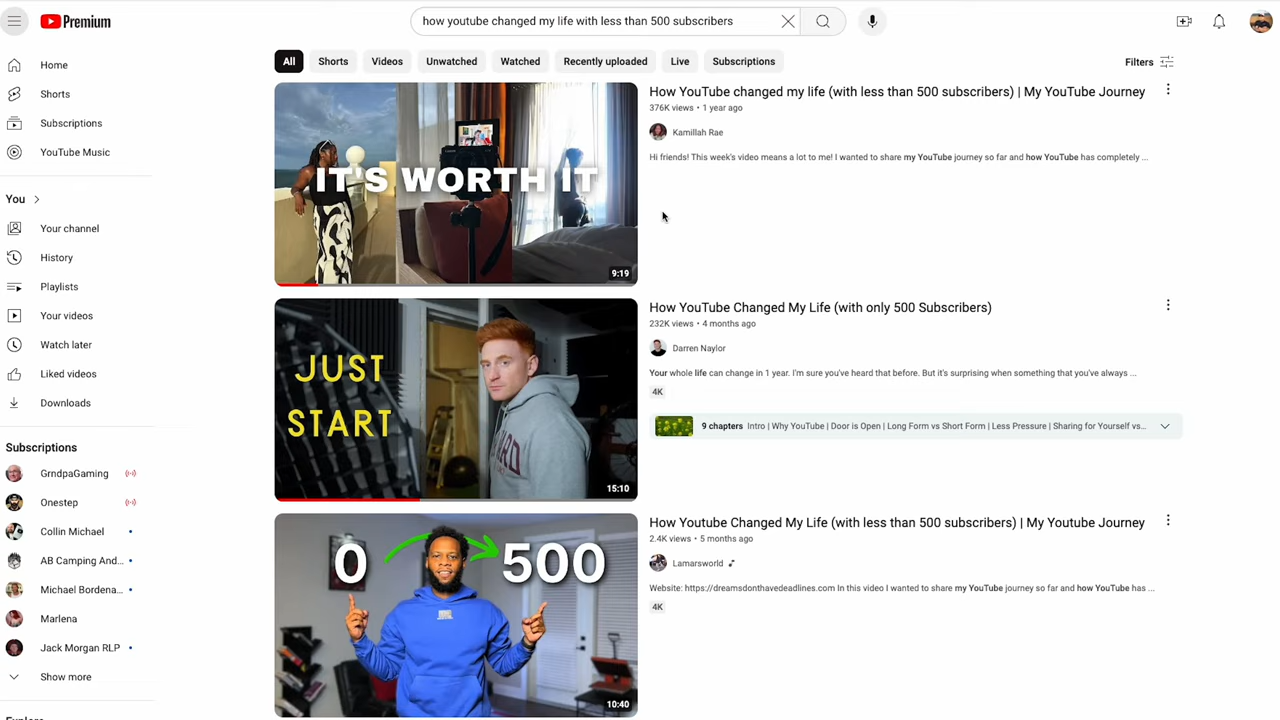 Premium
how youtube changed my life with less than 500 subscribers
All
Shorts
Videos
Unwatched
Watched
Recently uploaded
Live
Subscriptions
Filters
Home
Shorts
Subscriptions
YouTube Music
You
Your channel
History
Playlists
Your videos
Watch later
Liked videos
Downloads
Subscriptions
GrndpaGaming
Onestep
Collin Michael
AB Camping And...
Michael Bordena...
Marlena
Jack Morgan RLP
Show more
IT'S WORTH IT
9:19
How YouTube changed my life (with less than 500 subscribers) | My YouTube Journey
376K views • 1 year ago
Kamillah Rae
Hi friends! This week's video means a lot to me! I wanted to share my YouTube journey so far and how YouTube has completely ...
JUST
START
15:10
How YouTube Changed My Life (with only 500 Subscribers)
232K views • 4 months ago
Darren Naylor
Your whole life can change in 1 year. I'm sure you've heard that before. But it's surprising when something that you've always ...
4K
9 chapters Intro | Why YouTube | Door is Open | Long Form vs Short Form | Less Pressure | Sharing for Yourself vs...
0 500
10:40
How Youtube Changed My Life (with less than 500 subscribers) | My Youtube Journey
2.4K views • 5 months ago
Lamarsworld
Website: https://dreamsdonthavedeadlines.com In this video I wanted to share my YouTube journey so far and how YouTube has ...
4K